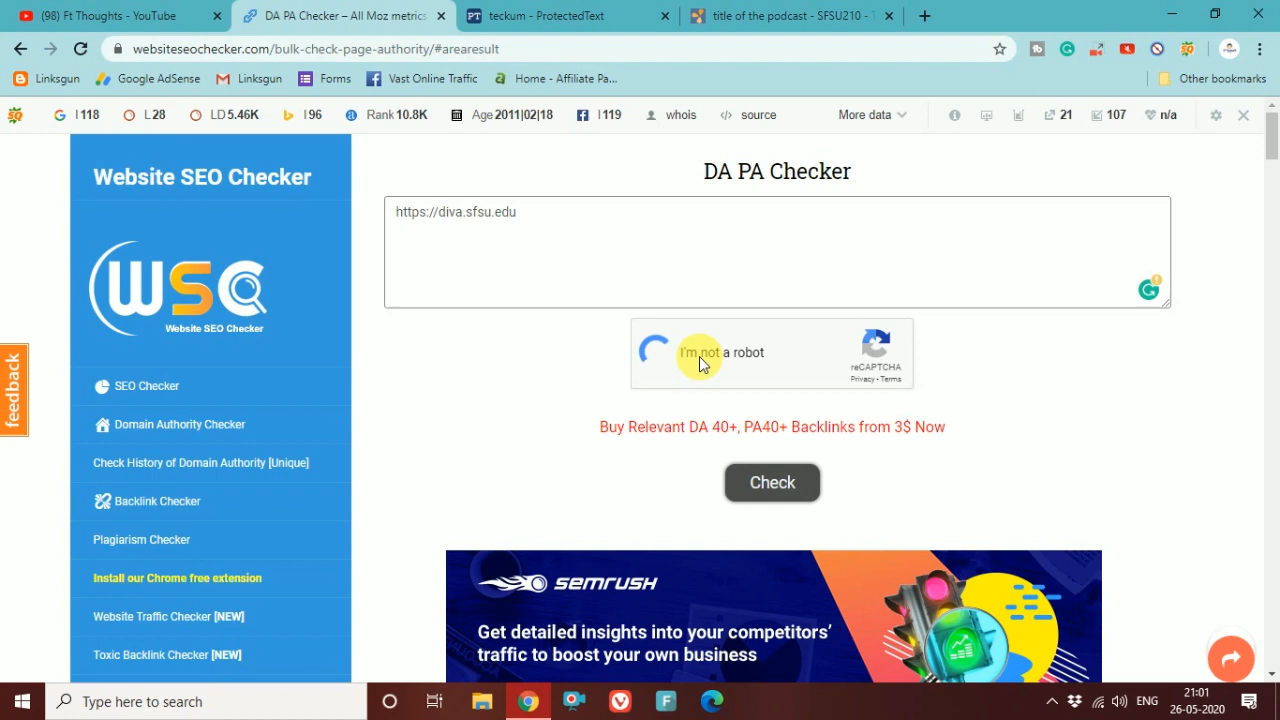 (98) Ft Thoughts - YouTube
DA PA Checker – All Moz metrics
PT teckum - ProtectedText
title of the podcast - SFSU210 - T
websiteseochecker.com/bulk-check-page-authority/#arearesult
Linksgun
Google AdSense
Linksgun
Forms
Vast Online Traffic
Home - Affiliate Pa...
Other bookmarks
I 118
L 28
LD 5.46K
I 96
Rank 10.8K
Age 2011|02|18
I 119
whois
source
More data
21
107
n/a
Website SEO Checker
WSC
Website SEO Checker
SEO Checker
Domain Authority Checker
Check History of Domain Authority [Unique]
Backlink Checker
Plagiarism Checker
Install our Chrome free extension
Website Traffic Checker [NEW]
Toxic Backlink Checker [NEW]
feedback
DA PA Checker
https://diva.sfsu.edu
I'm not a robot
reCAPTCHA
Privacy • Terms
Buy Relevant DA 40+, PA40+ Backlinks from 3$ Now
Check
SEMRUSH
Get detailed insights into your competitors'
traffic to boost your own business
Type here to search
ENG
21:01
26-05-2020